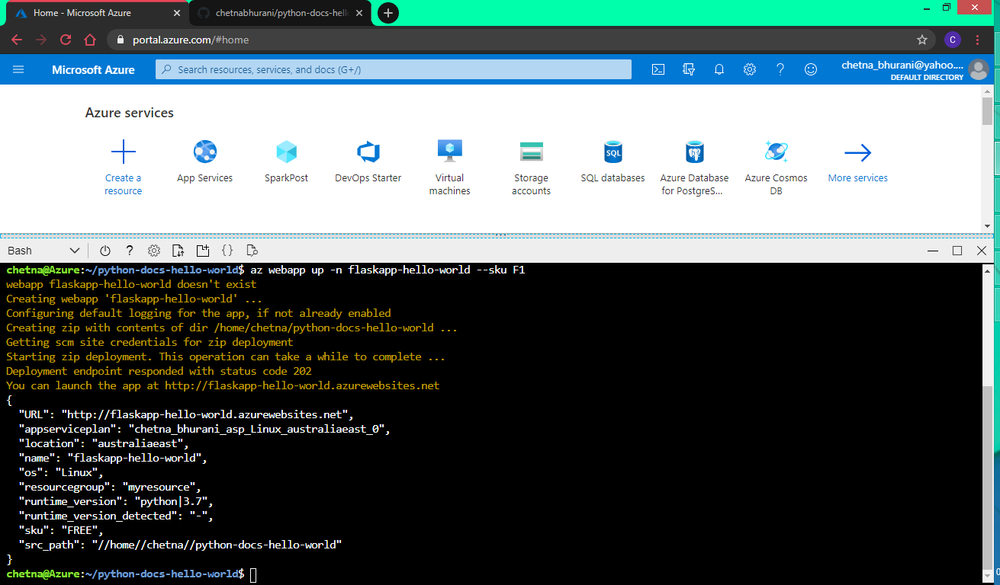 Home - Microsoft Azure
chetnabhurani/python-docs-hello
portal.azure.com/#home
C
Microsoft Azure
Search resources, services, and docs (G+/)
chetna_bhurani@yahoo....
DEFAULT DIRECTORY
Azure services
Create a
resource
App Services
SparkPost
DevOps Starter
Virtual
machines
Storage
accounts
SQL
SQL databases
Azure Database
for PostgreS...
Azure Cosmos
DB
More services
Bash
chetna@Azure:~/python-docs-hello-world$ az webapp up -n flaskapp-hello-world --sku F1
webapp flaskapp-hello-world doesn't exist
Creating webapp 'flaskapp-hello-world' ...
Configuring default logging for the app, if not already enabled
Creating zip with contents of dir /home/chetna/python-docs-hello-world ...
Getting scm site credentials for zip deployment
Starting zip deployment. This operation can take a while to complete ...
Deployment endpoint responded with status code 202
You can launch the app at http://flaskapp-hello-world.azurewebsites.net
{
"URL": "http://flaskapp-hello-world.azurewebsites.net",
"appserviceplan": "chetna_bhurani_asp_Linux_australiaeast_0",
"location": "australiaeast",
"name": "flaskapp-hello-world",
"os": "Linux",
"resourcegroup": "myresource",
"runtime_version": "python|3.7",
"runtime_version_detected": "-",
"sku": "FREE",
"src_path": "//home//chetna//python-docs-hello-world"
}
chetna@Azure:~/python-docs-hello-world$